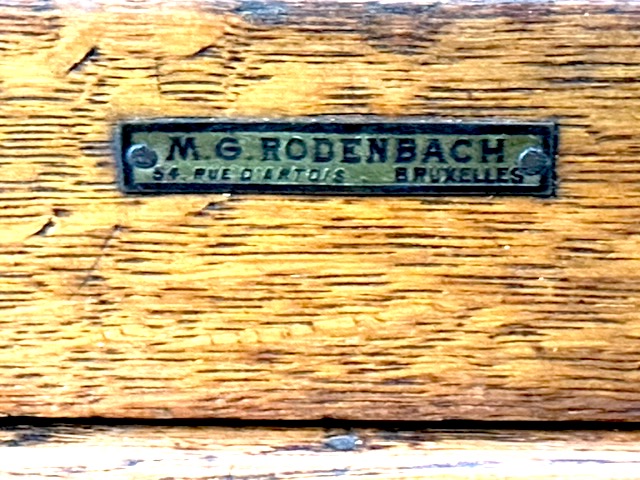 M. G. RODENBACH
54. RUE D'ARTOIS. BRUXELLES